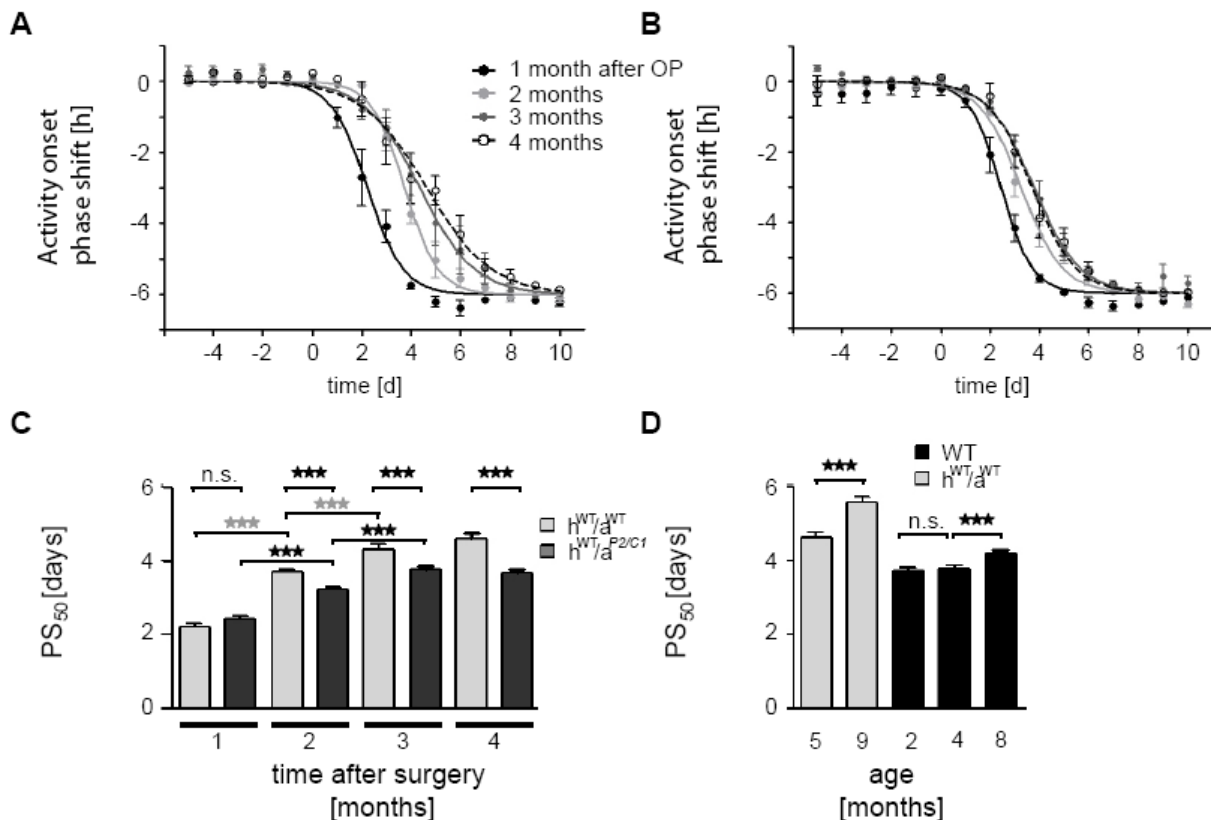 A
Activity onset
phase shift [h]
0
-2
-4
-6
-4 -2 0 2 4 6 8 10
time [d]
1 month after OP
2 months
3 months
4 months
B
Activity onset
phase shift [h]
0
-2
-4
-6
-4 -2 0 2 4 6 8 10
time [d]
C
PS50 [days]
6
4
2
0
n.s. ★★★ ★★★ ★★★
★★★ ★★★
★★★ ★★★
hWT/aWT
hWT/aP2/C1
1 2 3 4
time after surgery
[months]
D
PS50 [days]
6
4
2
0
WT
hWT/aWT
★★★ n.s. ★★★
5 9 2 4 8
age
[months]